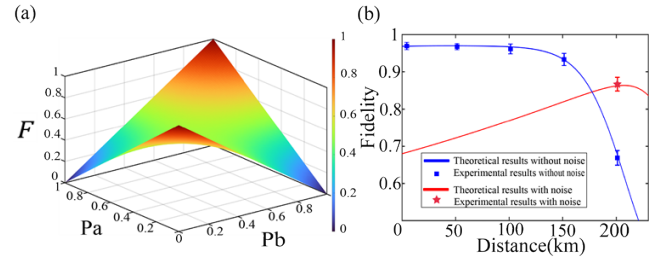 (a)
1
0.8
0.6
0.4
0.2
0
F
1
0.8
0.6
0.4
0.2
0
Pa
0.2
0.4
0.6
0.8
Pb
1
0.8
0.6
0.4
0.2
0
(b)
1
0.9
0.8
0.7
0.6
Fidelity
Theoretical results without noise
Experimental results without noise
Theoretical results with noise
Experimental results with noise
0 50 100 150 200
Distance(km)